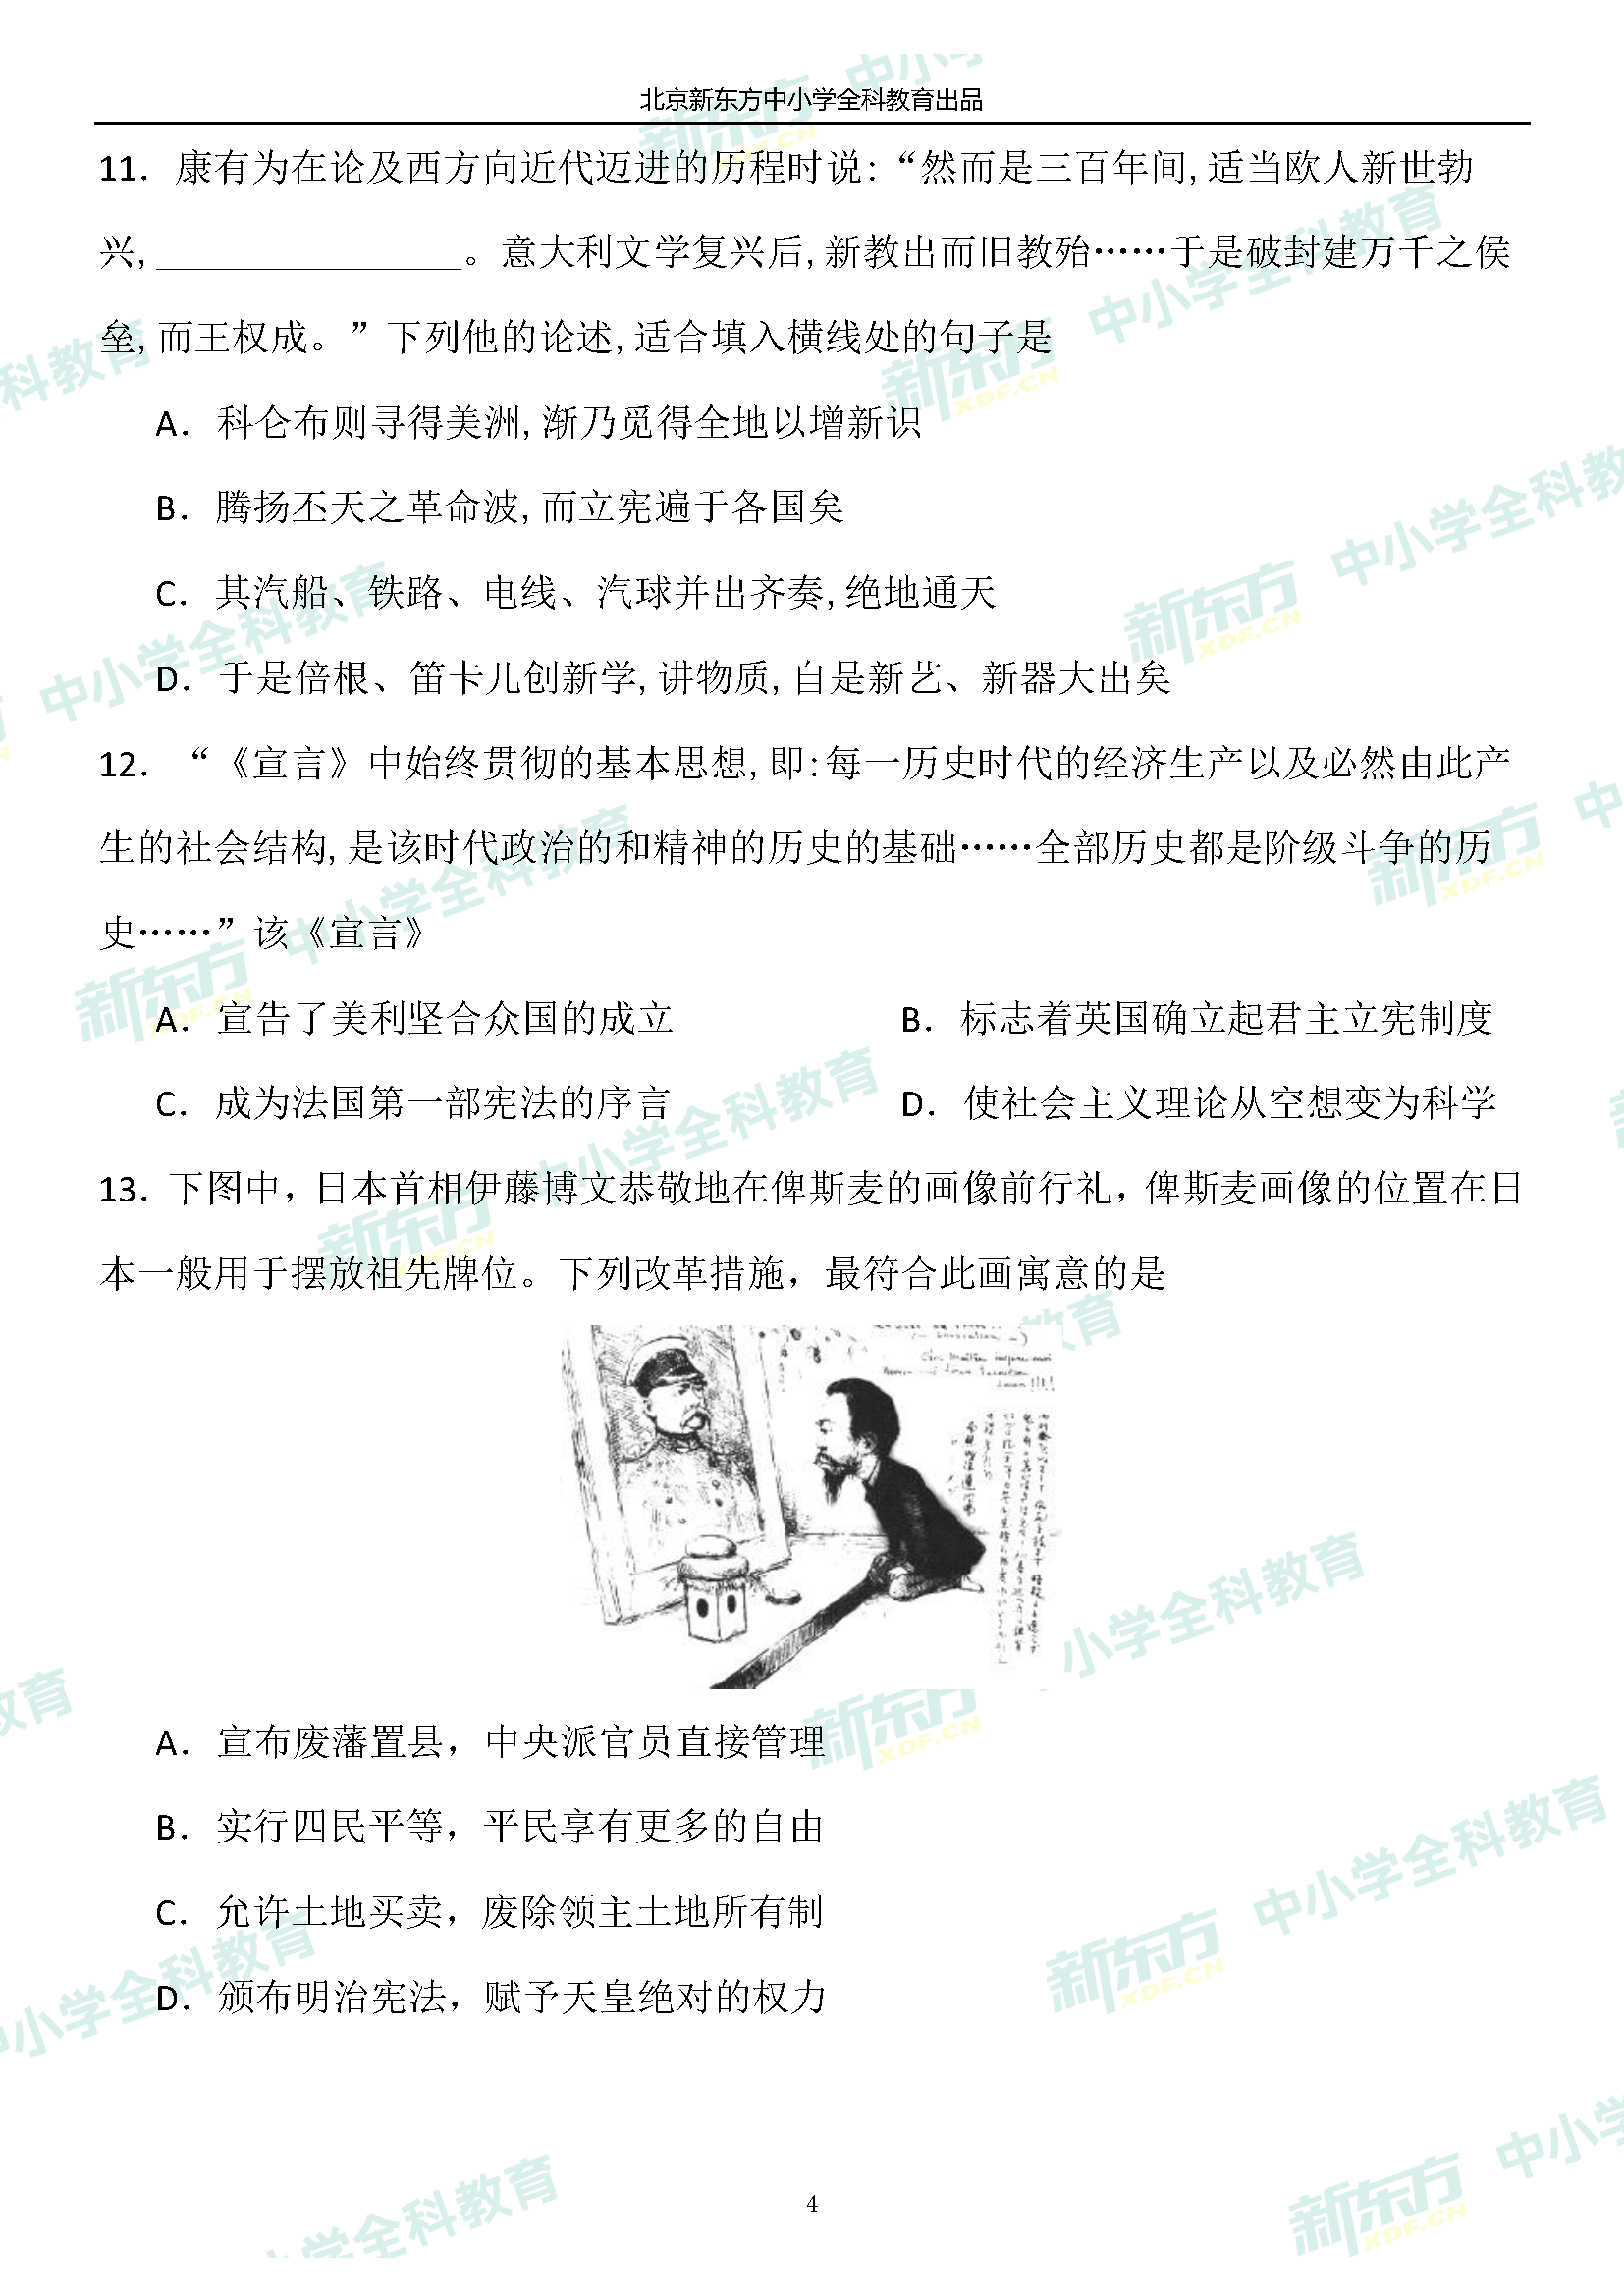 北京新东方中小学全科教育出品
11. 康有为在论及西方向近代迈进的历程时说:“然而是三百年间,适当欧人新世勃
兴,________________。意大利文学复兴后,新教出而旧教殆……于是破封建万千之侯
垒,而王权成。”下列他的论述,适合填入横线处的句子是
A. 科仑布则寻得美洲,渐乃觅得全地以增新识
B. 腾扬丕天之革命波,而立宪遍于各国矣
C. 其汽船、铁路、电线、汽球并出齐奏,绝地通天
D. 于是倍根、笛卡儿创新学,讲物质,自是新艺、新器大出矣
12. “《宣言》中始终贯彻的基本思想,即:每一历史时代的经济生产以及必然由此产
生的社会结构,是该时代政治的和精神的历史的基础……全部历史都是阶级斗争的历
史……”该《宣言》
A. 宣告了美利坚合众国的成立
B. 标志着英国确立起君主立宪制度
C. 成为法国第一部宪法的序言
D. 使社会主义理论从空想变为科学
13. 下图中，日本首相伊藤博文恭敬地在俾斯麦的画像前行礼，俾斯麦画像的位置在日
本一般用于摆放祖先牌位。下列改革措施，最符合此画寓意的是
A. 宣布废藩置县，中央派官员直接管理
B. 实行四民平等，平民享有更多的自由
C. 允许土地买卖，废除领主土地所有制
D. 颁布明治宪法，赋予天皇绝对的权力
4
新东方 XDF.CN 中小学全科教育